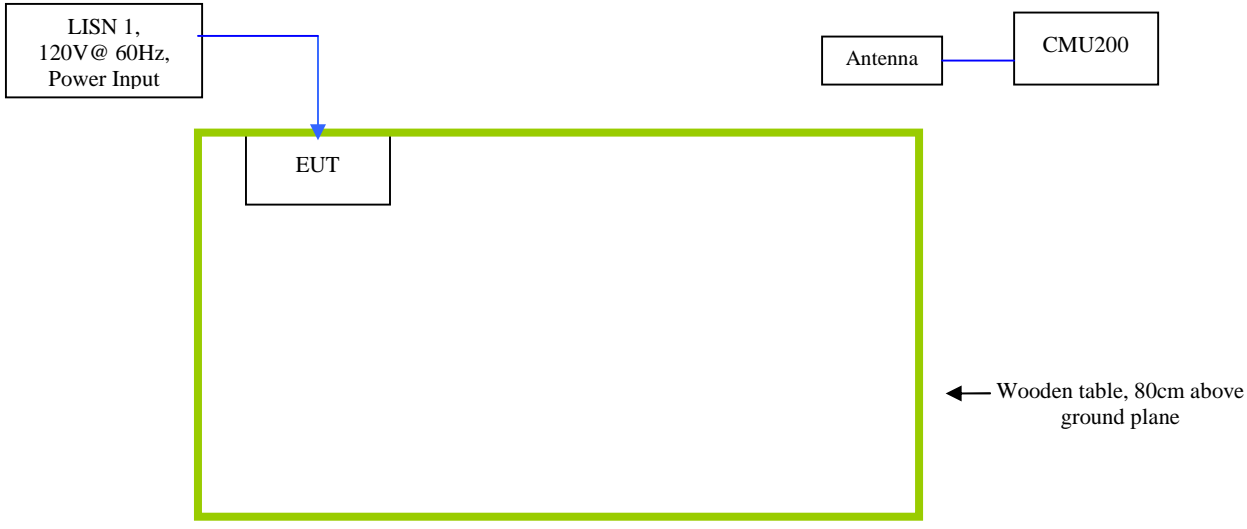 LISN 1,
120V@ 60Hz,
Power Input
Antenna
CMU200
EUT
Wooden table, 80cm above
ground plane